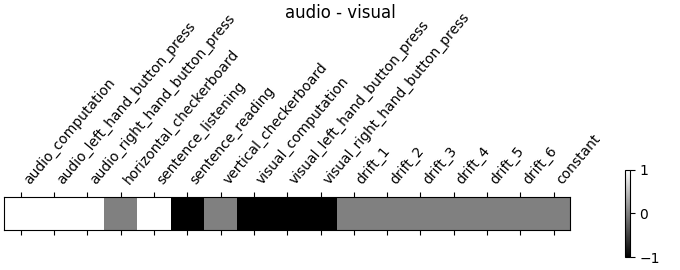 audio - visual
audio_computation
audio_left_hand_button_press
audio_right_hand_button_press
horizontal_checkerboard
sentence_listening
sentence_reading
vertical_checkerboard
visual_computation
visual_left_hand_button_press
visual_right_hand_button_press
drift_1
drift_2
drift_3
drift_4
drift_5
drift_6
constant
1
0
−1